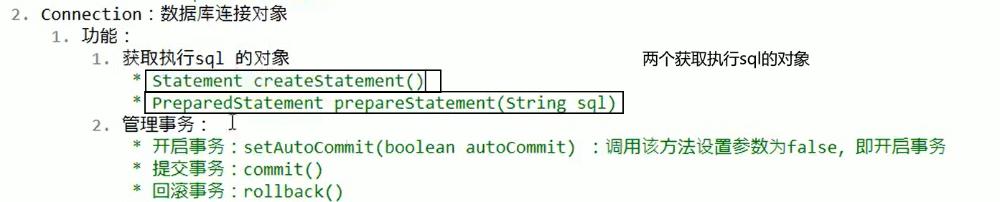 2. Connection：数据库连接对象
1. 功能：
1. 获取执行sql 的对象
两个获取执行sql的对象
* Statement createStatement()
* PreparedStatement prepareStatement(String sql)
2. 管理事务：
* 开启事务：setAutoCommit(boolean autoCommit) ：调用该方法设置参数为false，即开启事务
* 提交事务：commit()
* 回滚事务：rollback()